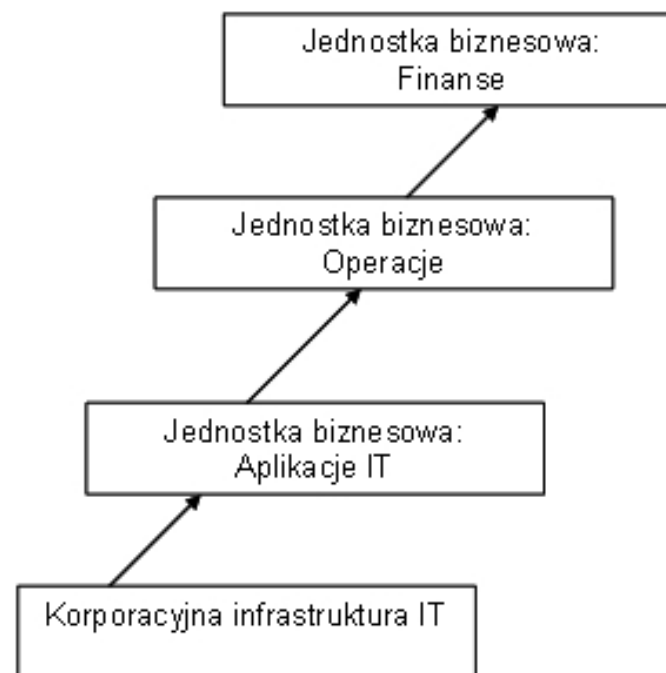 Jednostka biznesowa:
Finanse
Jednostka biznesowa:
Operacje
Jednostka biznesowa:
Aplikacje IT
Korporacyjna infrastruktura IT